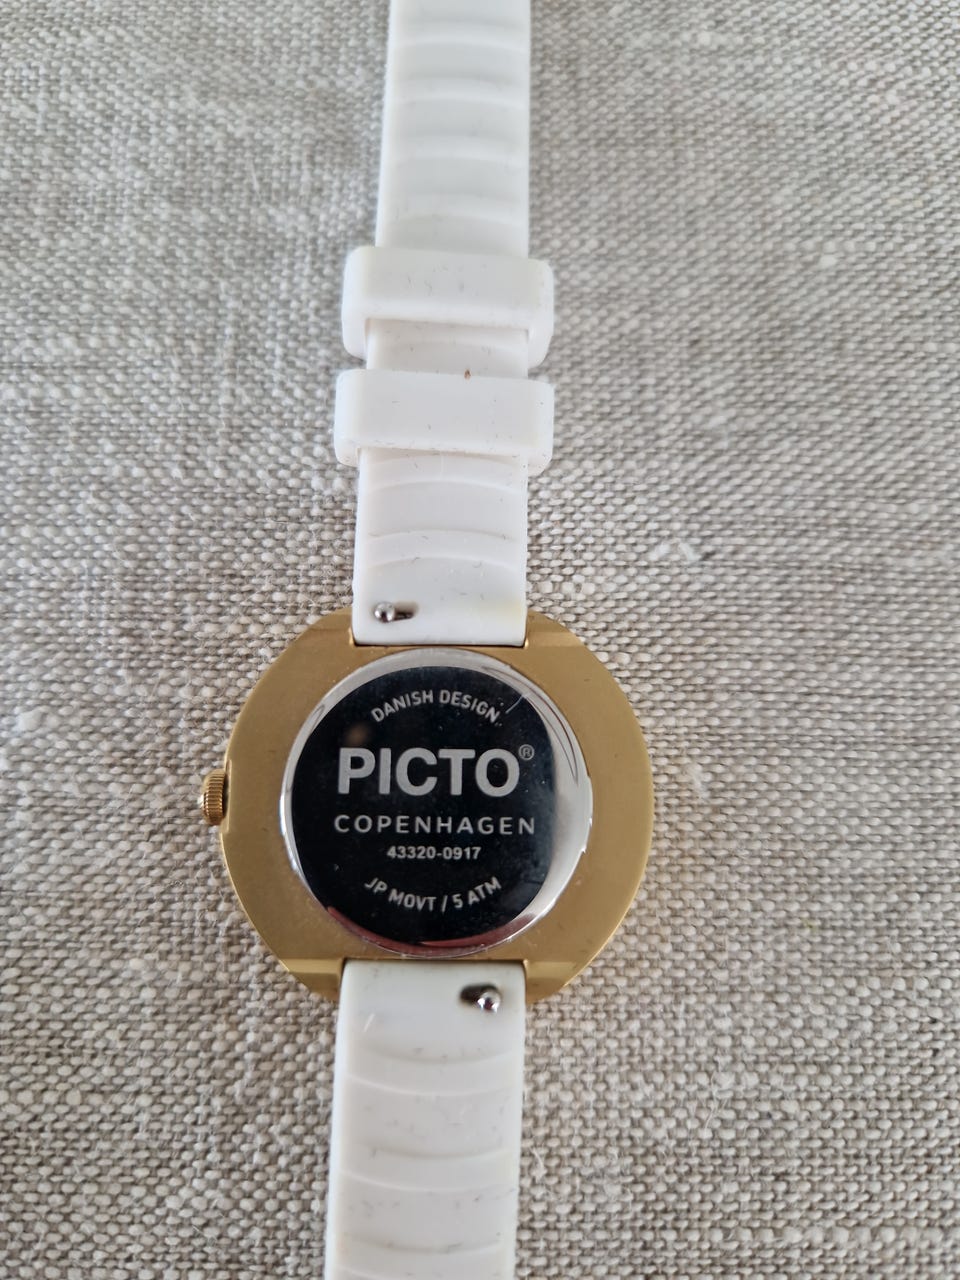 DANISH DESIGN
PICTO®
COPENHAGEN
43320-0917
JP MOVT / 5 ATM